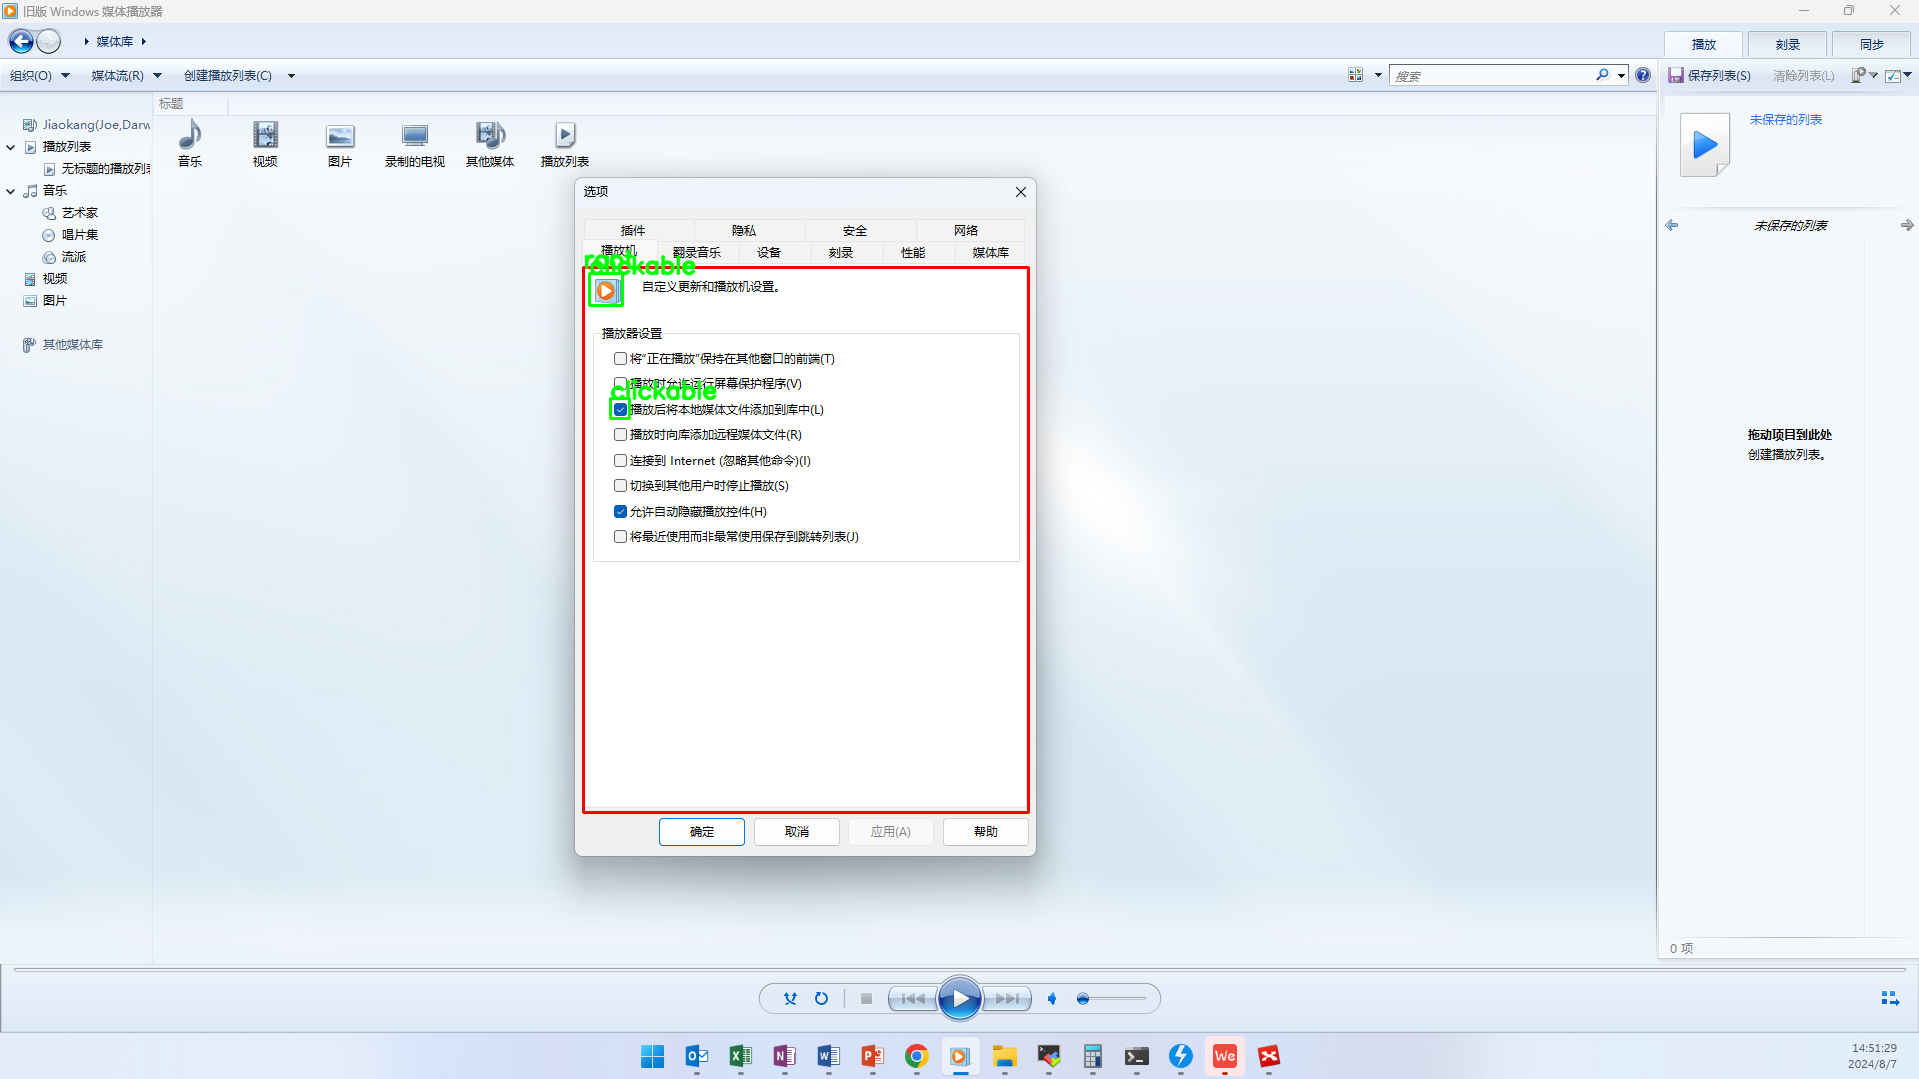 旧版 Windows 媒体播放器
媒体库
播放
刻录
同步
组织(O)
媒体流(R)
创建播放列表(C)
搜索
保存列表(S)
清除列表(L)
标题
Jiaokang(Joe,Darw
播放列表
无标题的播放列表
音乐
艺术家
唱片集
流派
视频
图片
其他媒体库
音乐
视频
图片
录制的电视
其他媒体
播放列表
未保存的列表
未保存的列表
拖动项目到此处
创建播放列表。
0 项
选项
插件
隐私
安全
网络
播放机
翻录音乐
设备
刻录
性能
媒体库
root
clickable
自定义更新和播放机设置。
播放器设置
将"正在播放"保持在其他窗口的前端(T)
播放时允许运行屏幕保护程序(V)
clickable
播放后将本地媒体文件添加到库中(L)
播放时向库添加远程媒体文件(R)
连接到 Internet (忽略其他命令)(I)
切换到其他用户时停止播放(S)
允许自动隐藏播放控件(H)
将最近使用而非最常使用保存到跳转列表(J)
确定
取消
应用(A)
帮助
We
14:51:29
2024/8/7